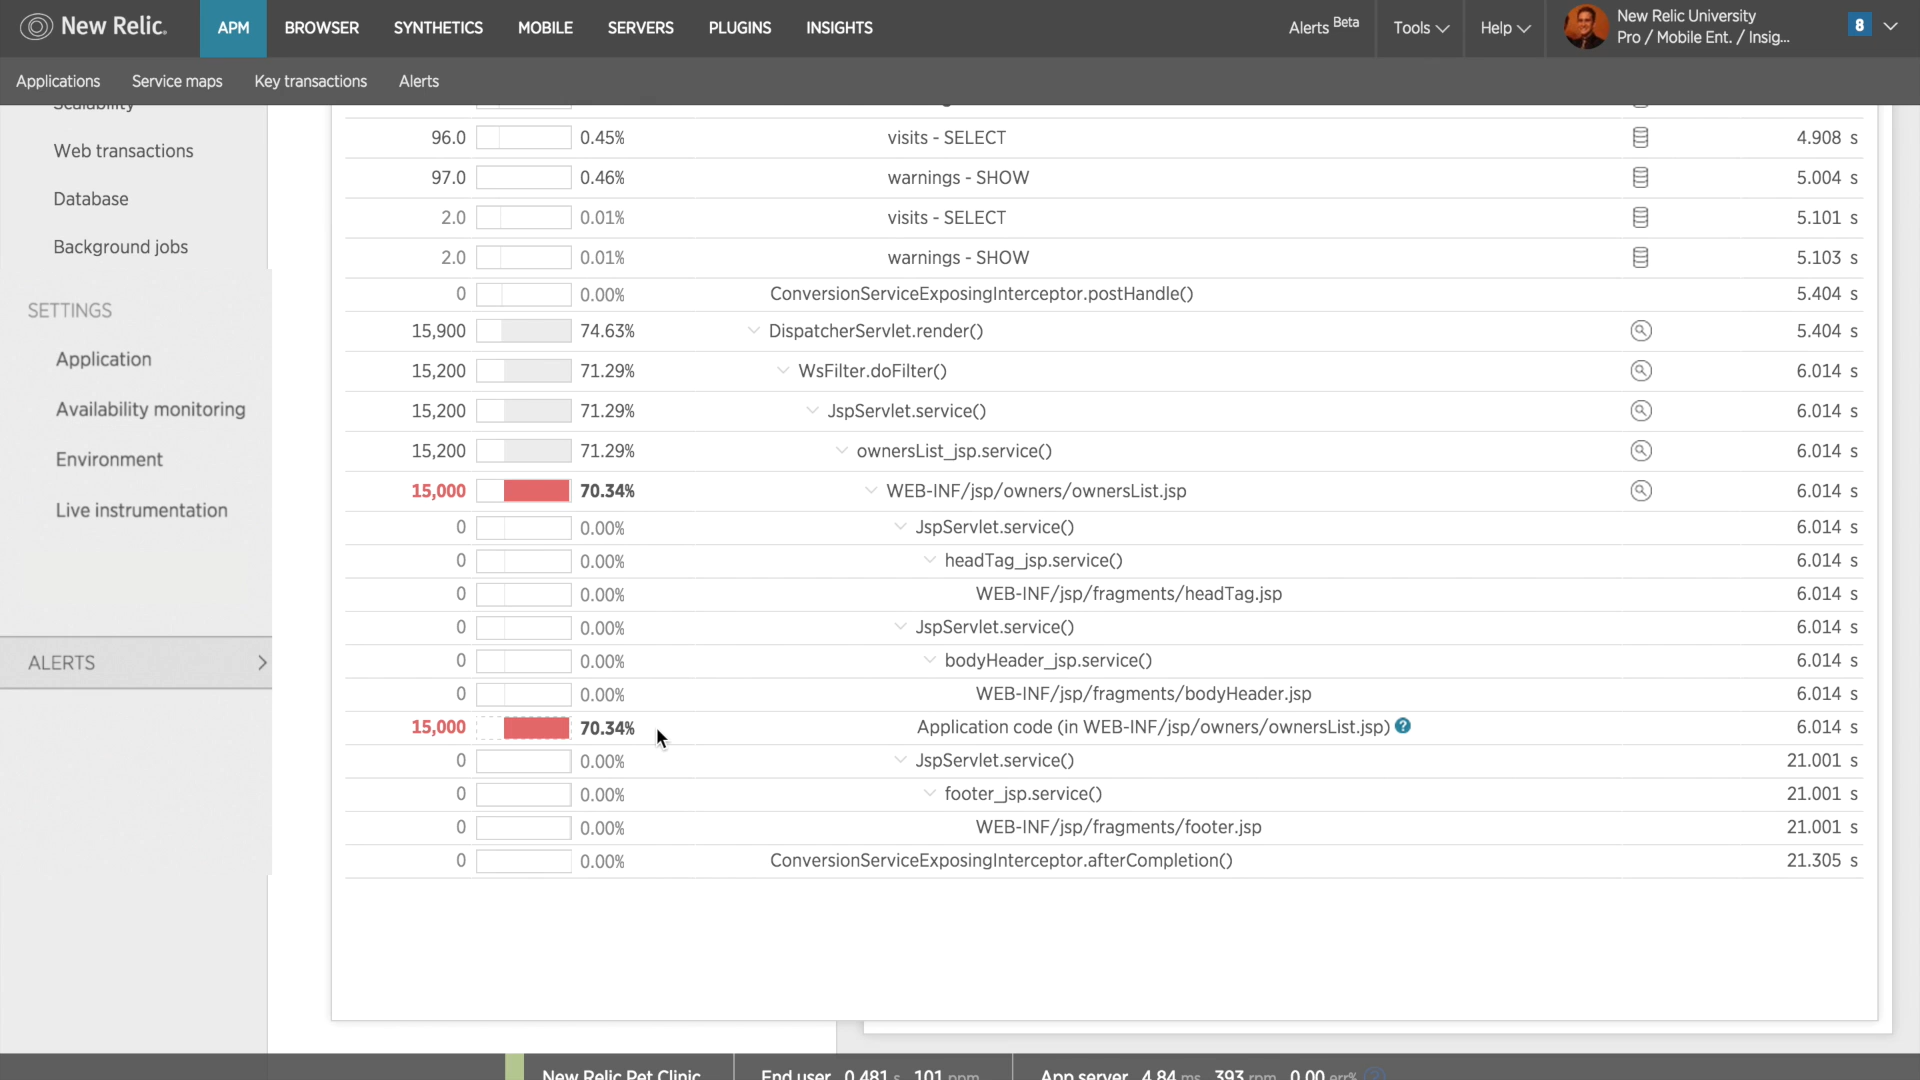 New Relic.
APM
BROWSER
SYNTHETICS
MOBILE
SERVERS
PLUGINS
INSIGHTS
Alerts Beta
Tools
Help
New Relic University
Pro / Mobile Ent. / Insig...
8
Applications
Service maps
Key transactions
Alerts
Scalability
Web transactions
Database
Background jobs
SETTINGS
Application
Availability monitoring
Environment
Live instrumentation
ALERTS
96.0 0.45% visits - SELECT 4.908 s
97.0 0.46% warnings - SHOW 5.004 s
2.0 0.01% visits - SELECT 5.101 s
2.0 0.01% warnings - SHOW 5.103 s
0 0.00% ConversionServiceExposingInterceptor.postHandle() 5.404 s
15,900 74.63% DispatcherServlet.render() 5.404 s
15,200 71.29% WsFilter.doFilter() 6.014 s
15,200 71.29% JspServlet.service() 6.014 s
15,200 71.29% ownersList_jsp.service() 6.014 s
15,000 70.34% WEB-INF/jsp/owners/ownersList.jsp 6.014 s
0 0.00% JspServlet.service() 6.014 s
0 0.00% headTag_jsp.service() 6.014 s
0 0.00% WEB-INF/jsp/fragments/headTag.jsp 6.014 s
0 0.00% JspServlet.service() 6.014 s
0 0.00% bodyHeader_jsp.service() 6.014 s
0 0.00% WEB-INF/jsp/fragments/bodyHeader.jsp 6.014 s
15,000 70.34% Application code (in WEB-INF/jsp/owners/ownersList.jsp) ? 6.014 s
0 0.00% JspServlet.service() 21.001 s
0 0.00% footer_jsp.service() 21.001 s
0 0.00% WEB-INF/jsp/fragments/footer.jsp 21.001 s
0 0.00% ConversionServiceExposingInterceptor.afterCompletion() 21.305 s
New Relic Pet Clinic
End user 0.481 s 101 ppm
App server 4.84 ms 393 rpm 0.00 err% ?